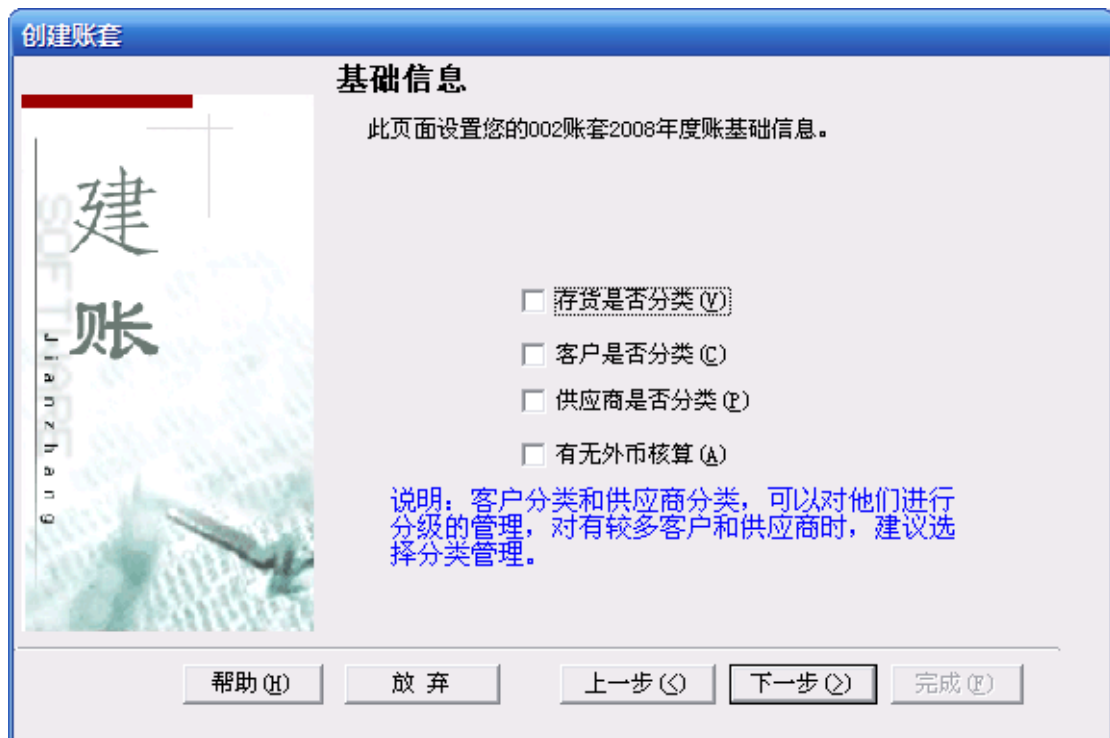 创建账套
基础信息
此页面设置您的002账套2008年度账基础信息。
建
账
SOFTWARE
Jianzhang
存货是否分类(V)
客户是否分类(C)
供应商是否分类(P)
有无外币核算(A)
说明：客户分类和供应商分类，可以对他们进行
分级的管理，对有较多客户和供应商时，建议选
择分类管理。
帮助(H) 放弃 上一步(<) 下一步(>) 完成(F)